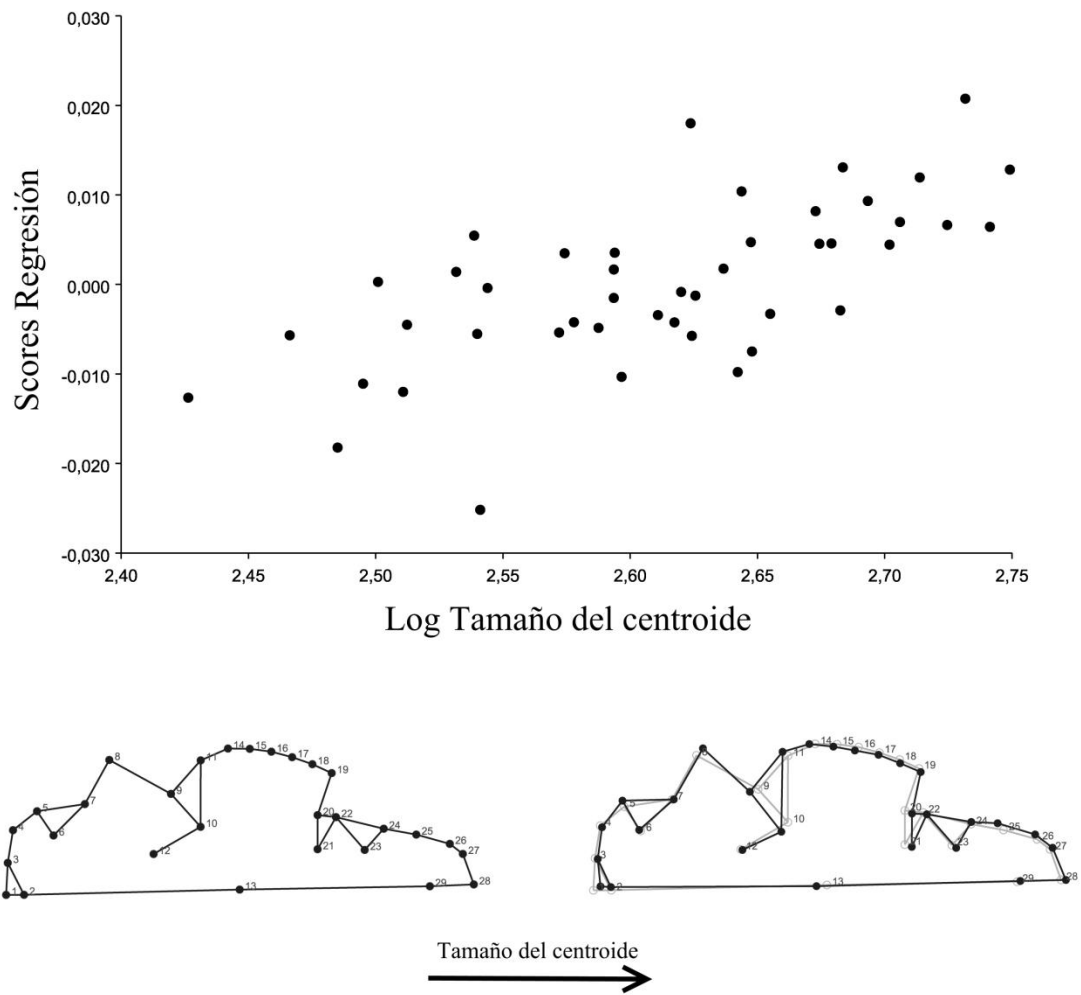 0,030
0,020
0,010
0,000
-0,010
-0,020
-0,030
Scores Regresión
2,40 2,45 2,50 2,55 2,60 2,65 2,70 2,75
Log Tamaño del centroide
8 11 14 15 16 17 18 19
5 7 9 20 22 24 25 26 27
4 6 10 21 23
3 12
1 2 13 29 28
8 11 14 15 16 17 18 19
5 7 9 20 22 24 25 26 27
4 6 10 21 23
3 12
2 13 29 28
Tamaño del centroide